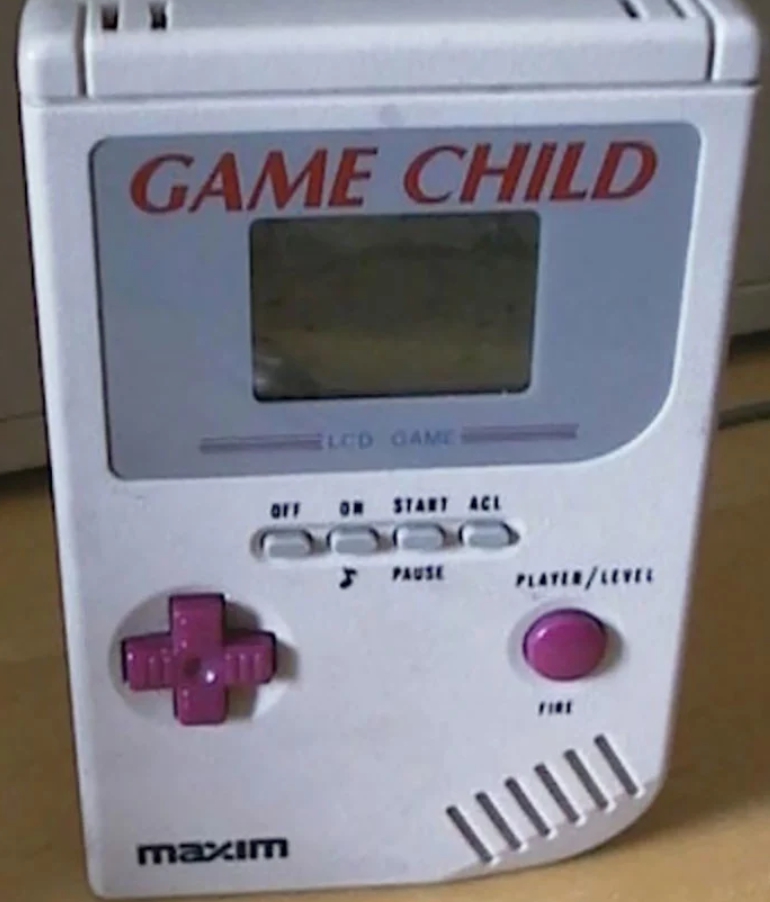 GAME CHILD
LCD GAME
OFF ON START ACL
♪ PAUSE
PLAYER/LEVEL
FIRE
maxim